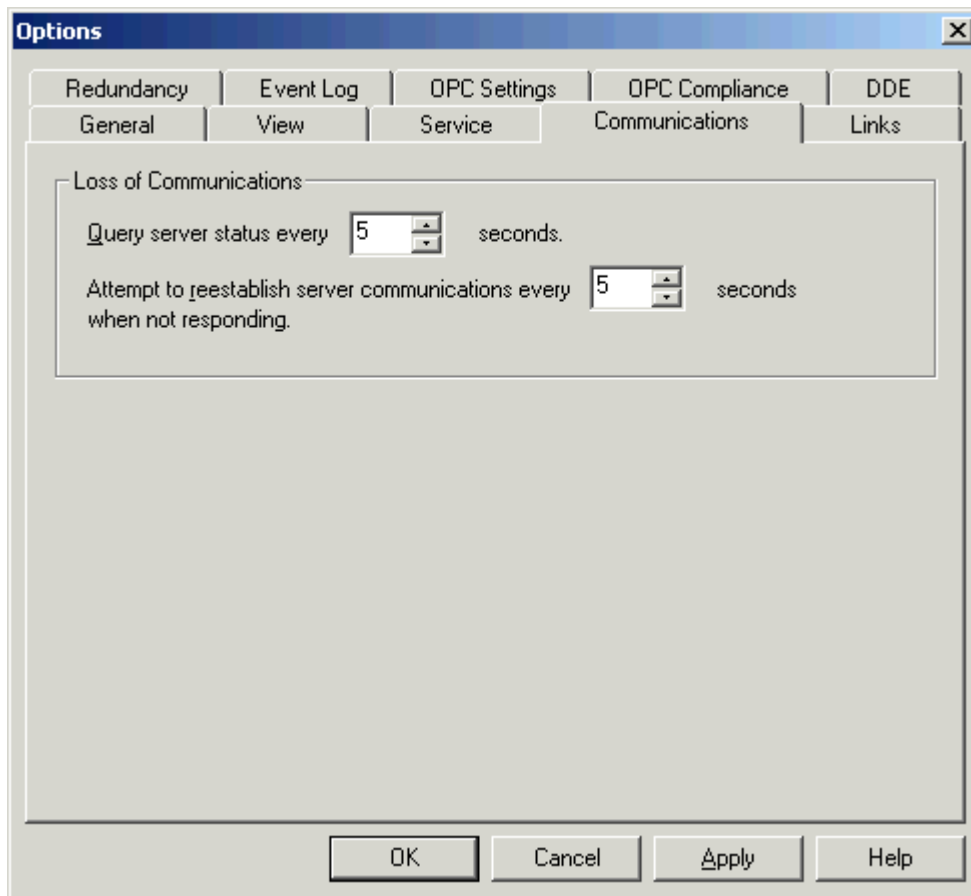 Options
Redundancy Event Log OPC Settings OPC Compliance DDE
General View Service Communications Links
Loss of Communications
Query server status every 5 seconds.
Attempt to reestablish server communications every 5 seconds
when not responding.
OK Cancel Apply Help